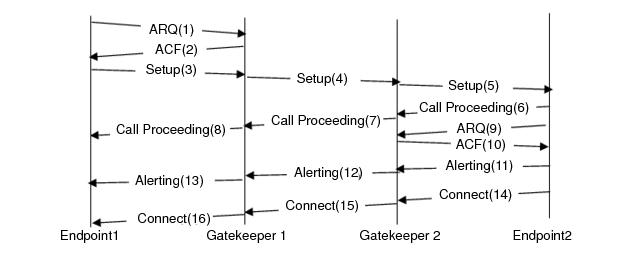 ARQ(1)
ACF(2)
Setup(3)
Setup(4)
Setup(5)
Call Proceeding(6)
Call Proceeding(7)
Call Proceeding(8)
ARQ(9)
ACF(10)
Alerting(11)
Alerting(12)
Alerting(13)
Connect(14)
Connect(15)
Connect(16)
Endpoint1
Gatekeeper 1
Gatekeeper 2
Endpoint2